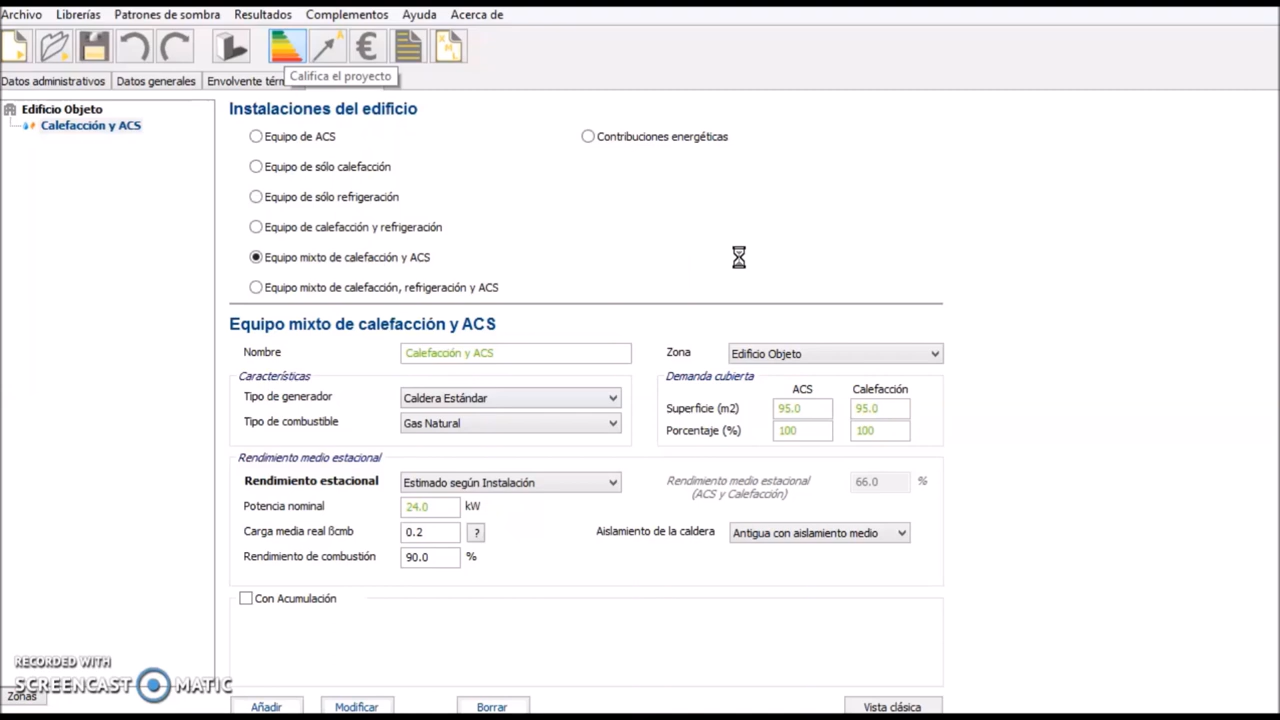 Archivo Librerías Patrones de sombra Resultados Complementos Ayuda Acerca de
€
XML
Califica el proyecto
Datos administrativos Datos generales Envolvente térm
Edificio Objeto
Calefacción y ACS
Instalaciones del edificio
Equipo de ACS Contribuciones energéticas
Equipo de sólo calefacción
Equipo de sólo refrigeración
Equipo de calefacción y refrigeración
Equipo mixto de calefacción y ACS
Equipo mixto de calefacción, refrigeración y ACS
Equipo mixto de calefacción y ACS
Nombre Calefacción y ACS Zona Edificio Objeto
Características Demanda cubierta
ACS Calefacción
Tipo de generador Caldera Estándar
Superficie (m2) 95.0 95.0
Tipo de combustible Gas Natural
Porcentaje (%) 100 100
Rendimiento medio estacional
Rendimiento estacional Estimado según Instalación Rendimiento medio estacional 66.0 %
(ACS y Calefacción)
Potencia nominal 24.0 kW
Carga media real ßcmb 0.2 ? Aislamiento de la caldera Antigua con aislamiento medio
Rendimiento de combustión 90.0 %
Con Acumulación
RECORDED WITH
SCREENCAST MATIC
Zonas
Añadir Modificar Borrar Vista clásica